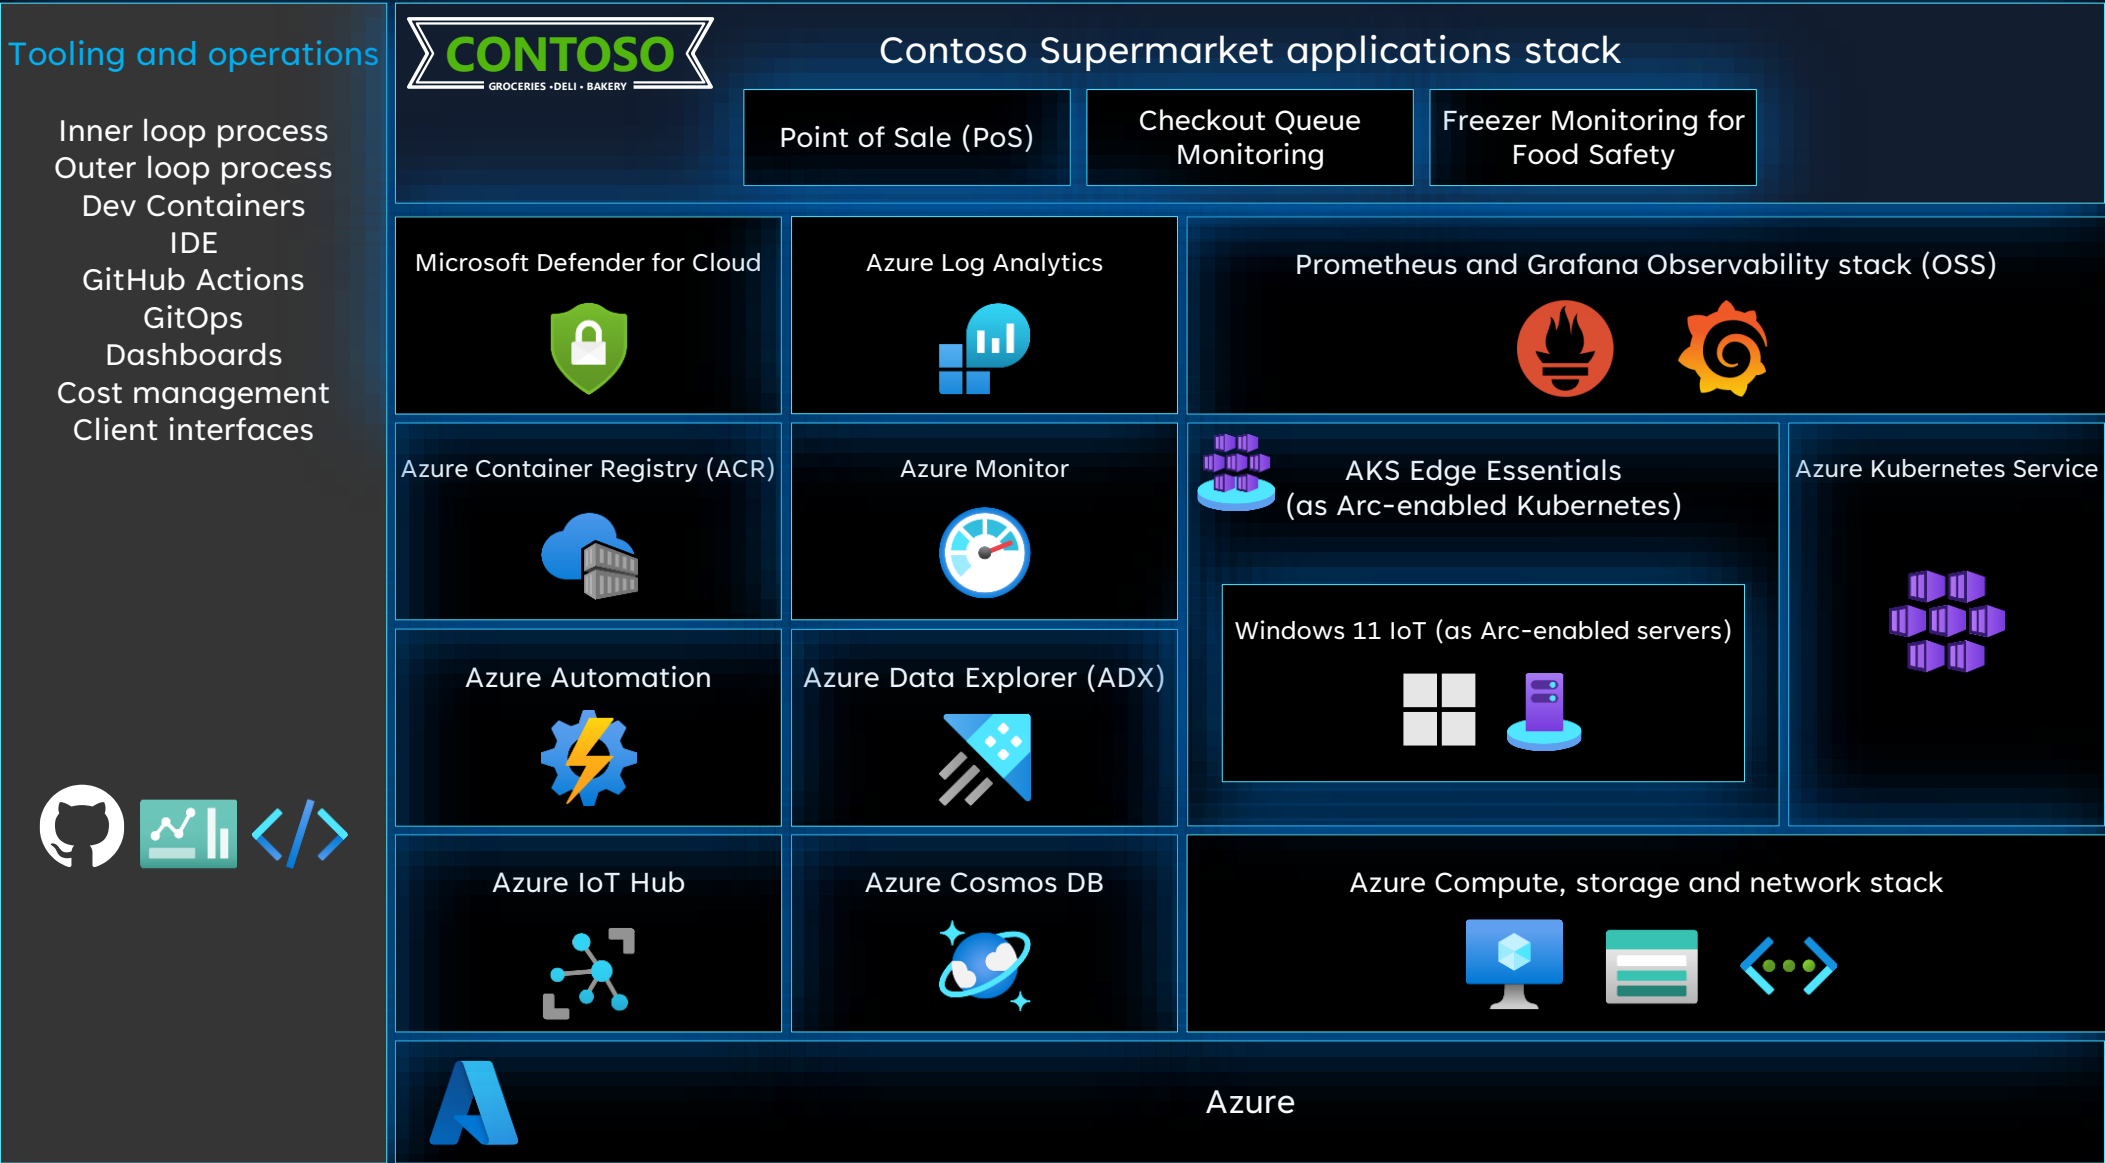 Tooling and operations
Inner loop process
Outer loop process
Dev Containers
IDE
GitHub Actions
GitOps
Dashboards
Cost management
Client interfaces
CONTOSO
GROCERIES • DELI • BAKERY
Contoso Supermarket applications stack
Point of Sale (PoS)
Checkout Queue
Monitoring
Freezer Monitoring for
Food Safety
Microsoft Defender for Cloud
Azure Log Analytics
Prometheus and Grafana Observability stack (OSS)
Azure Container Registry (ACR)
Azure Monitor
AKS Edge Essentials
(as Arc-enabled Kubernetes)
Azure Kubernetes Service
Windows 11 IoT (as Arc-enabled servers)
Azure Automation
Azure Data Explorer (ADX)
Azure IoT Hub
Azure Cosmos DB
Azure Compute, storage and network stack
Azure